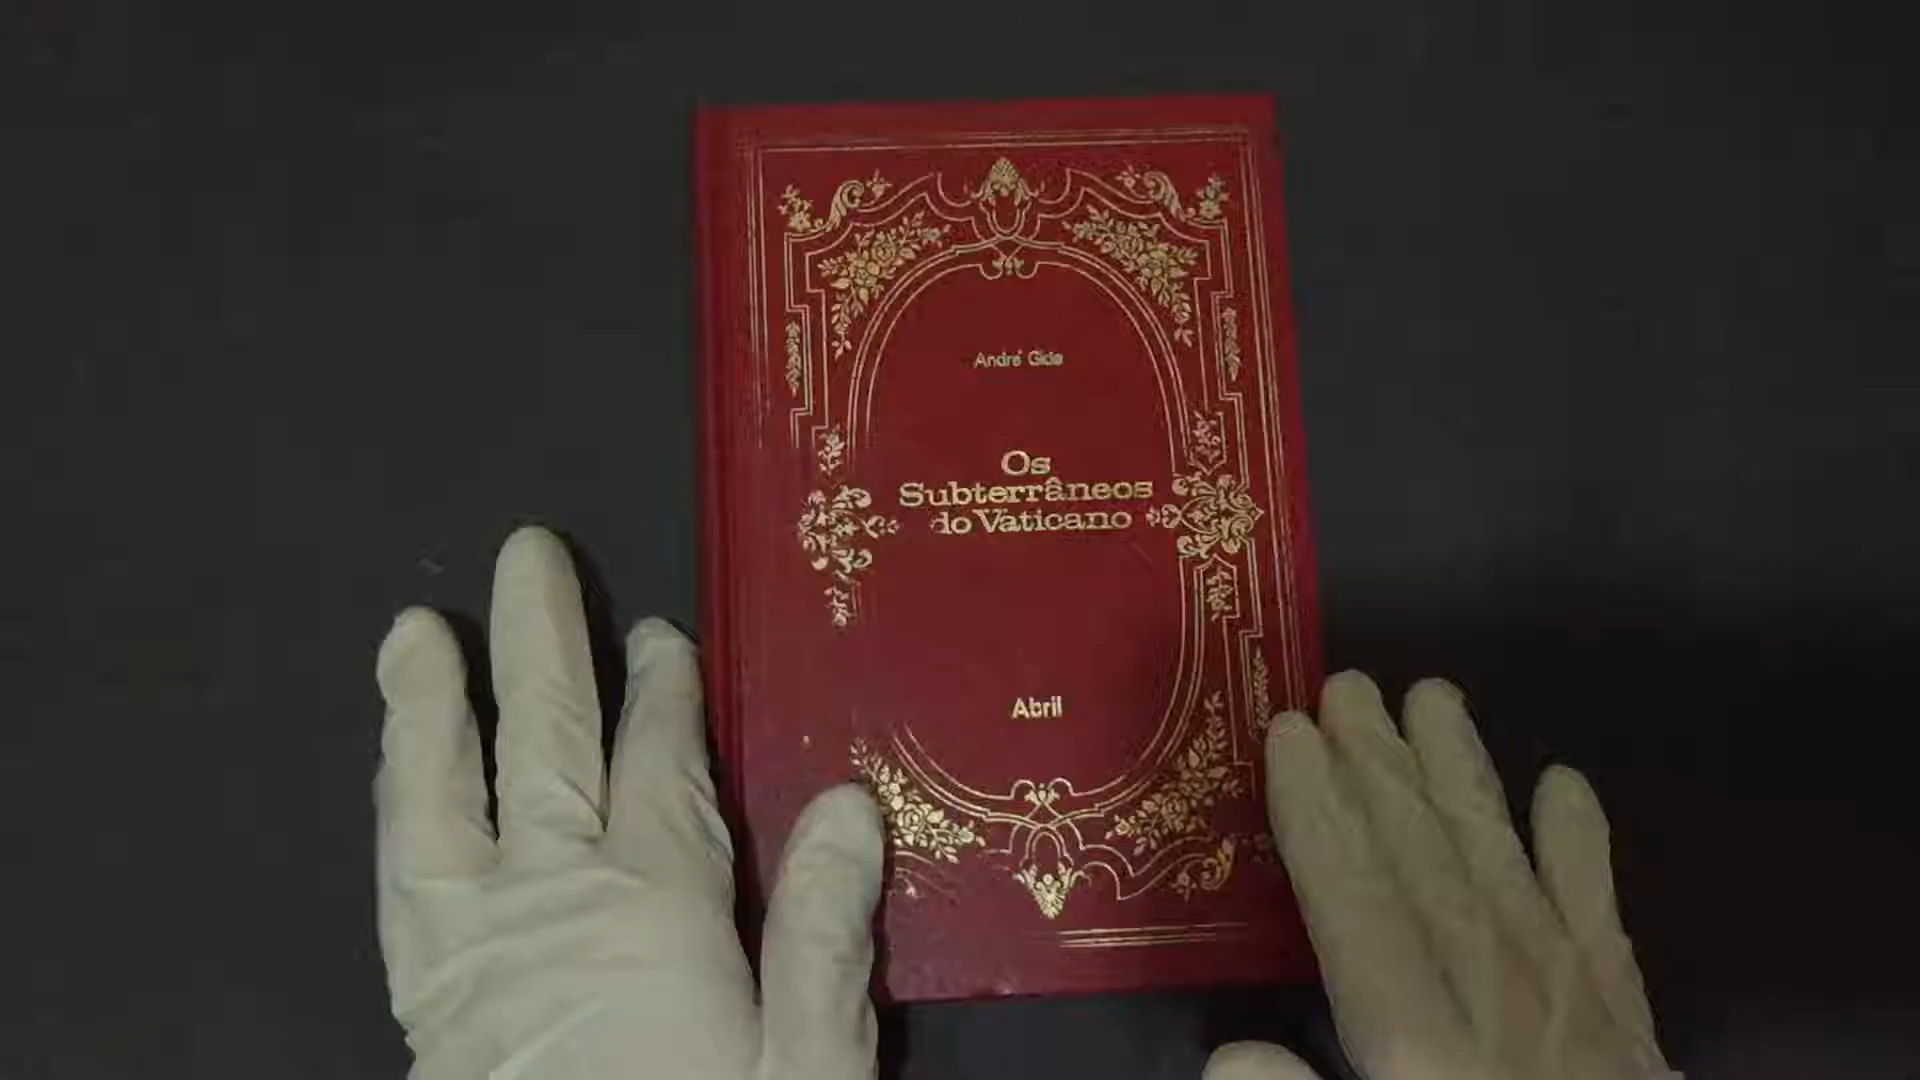 André Gide
Os
Subterrâneos
do Vaticano
Abril